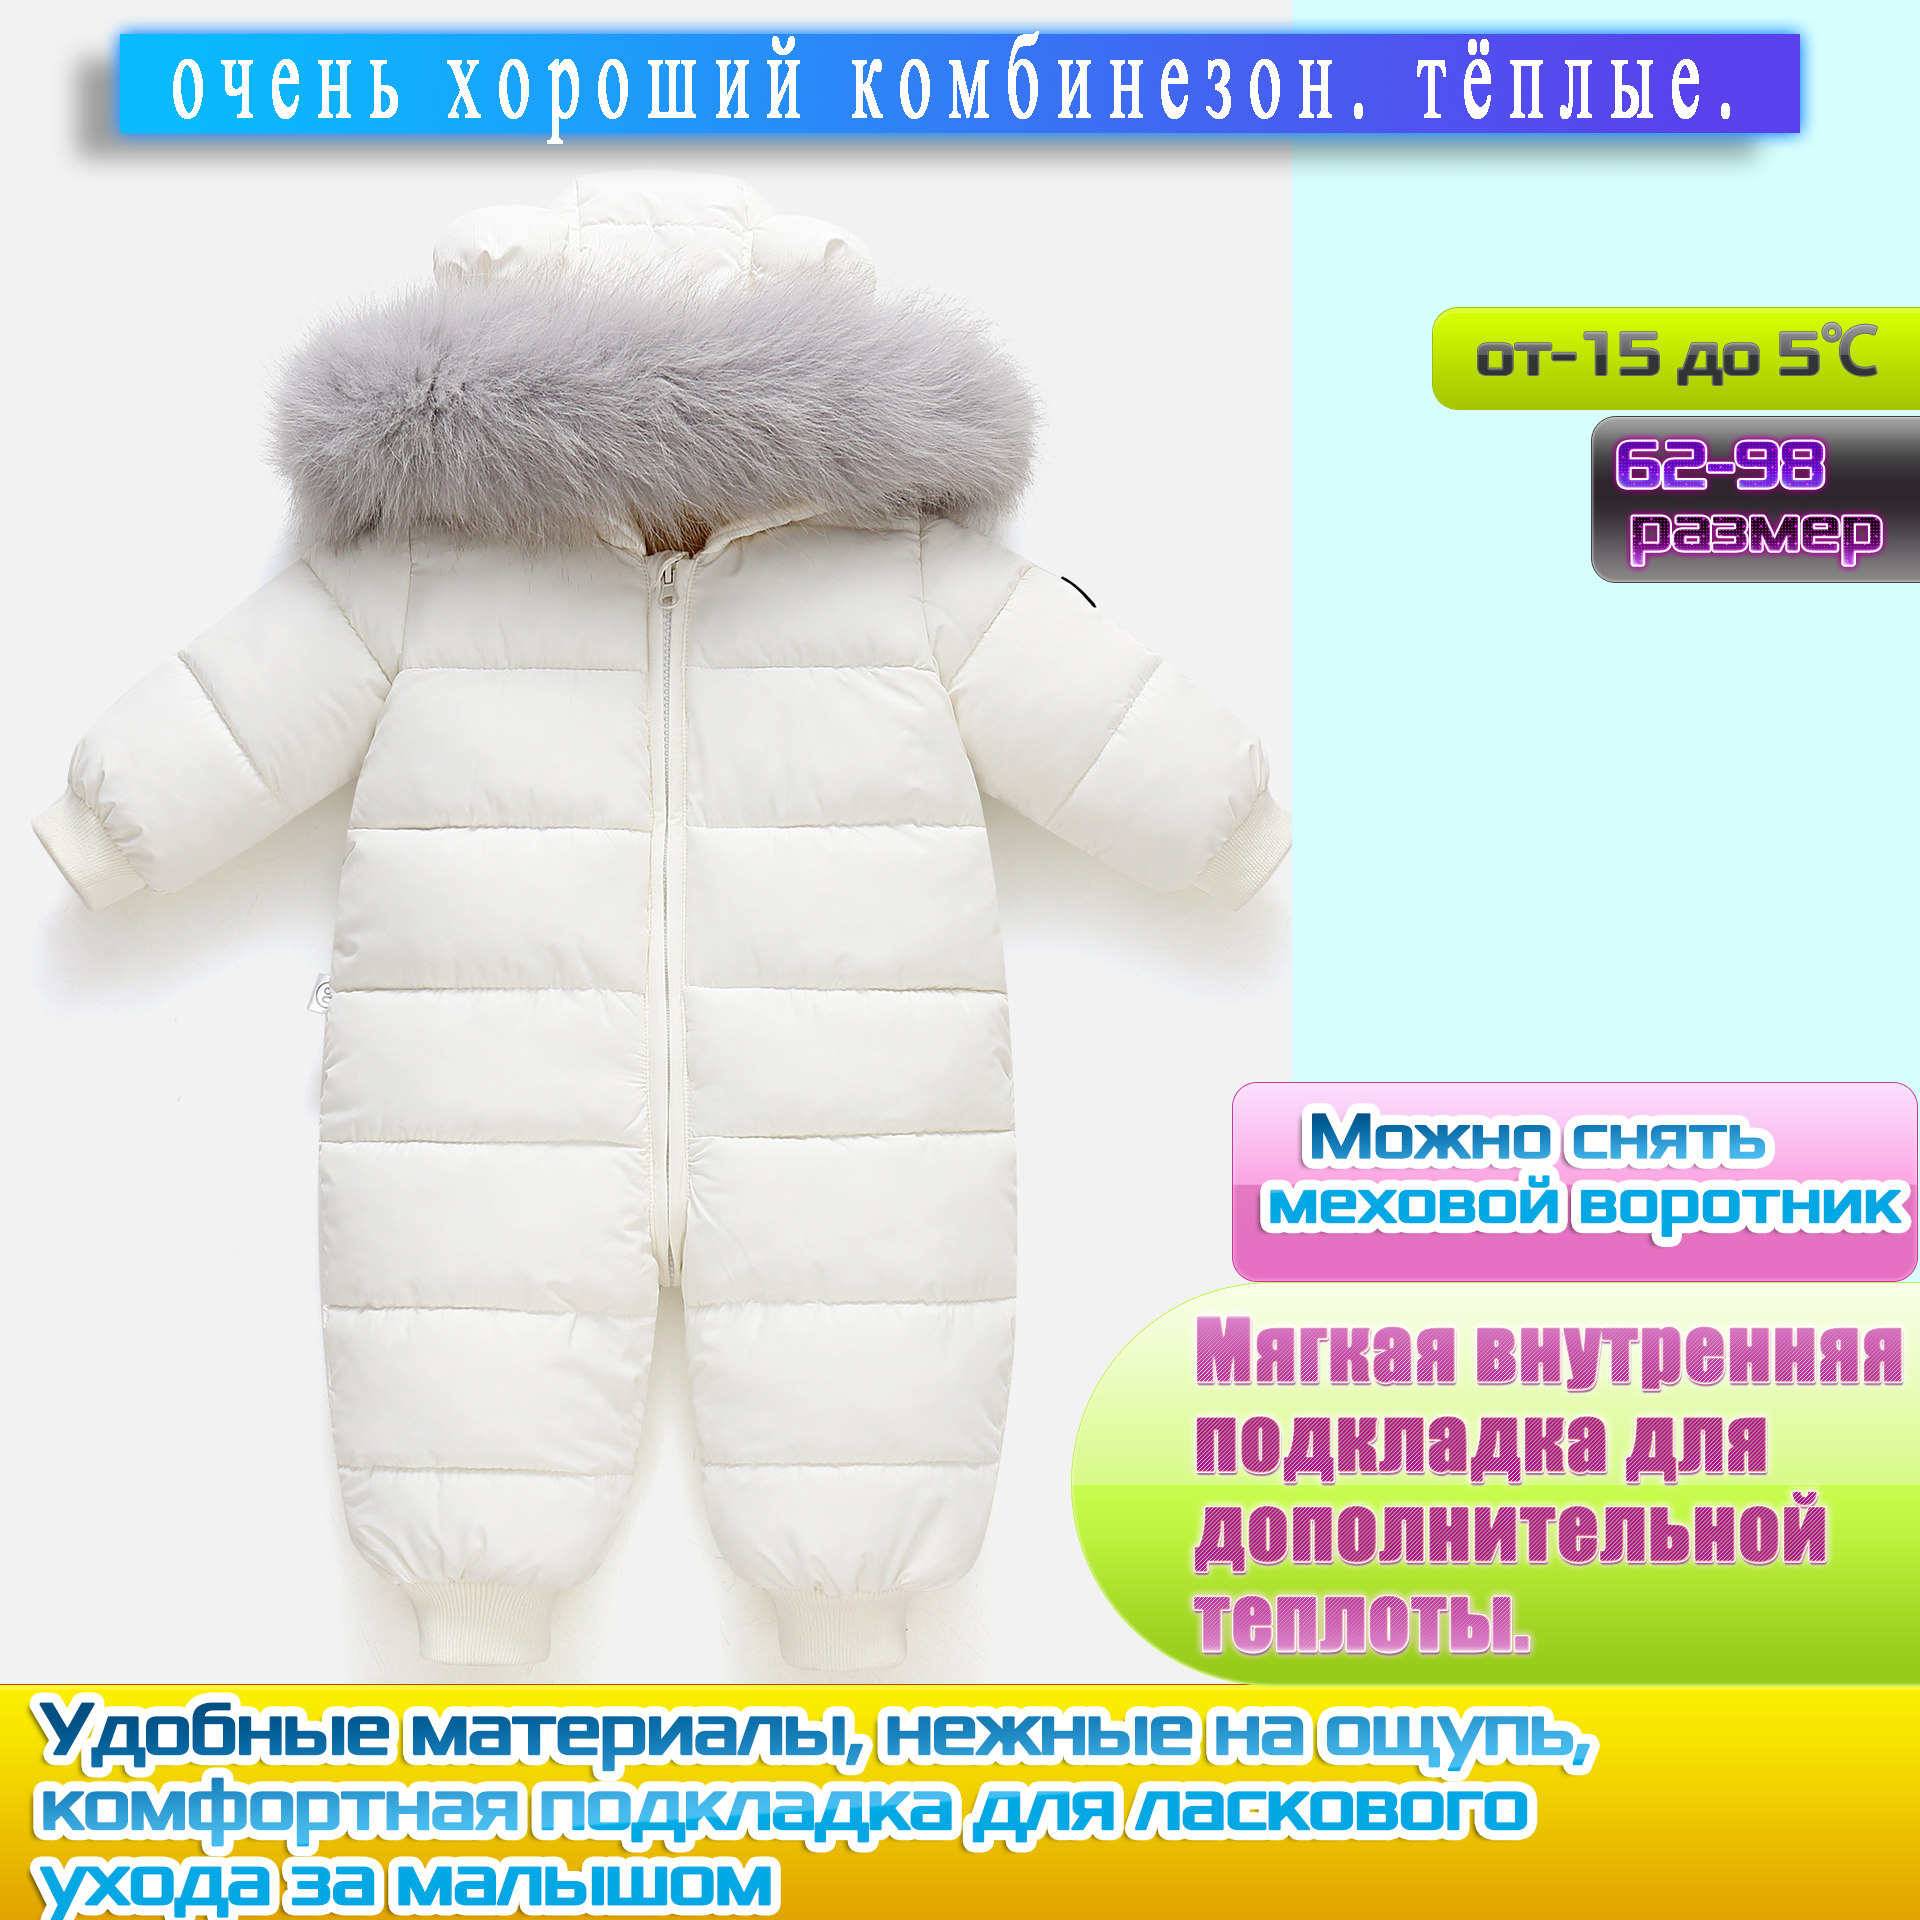 очень хороший комбинезон. тёплые.
от-15 до 5℃
62-98
размер
Можно снять
меховой воротник
Мягкая внутренняя
подкладка для
дополнительной
теплоты.
Удобные материалы, нежные на ощупь,
комфортная подкладка для ласкового
ухода за малышом